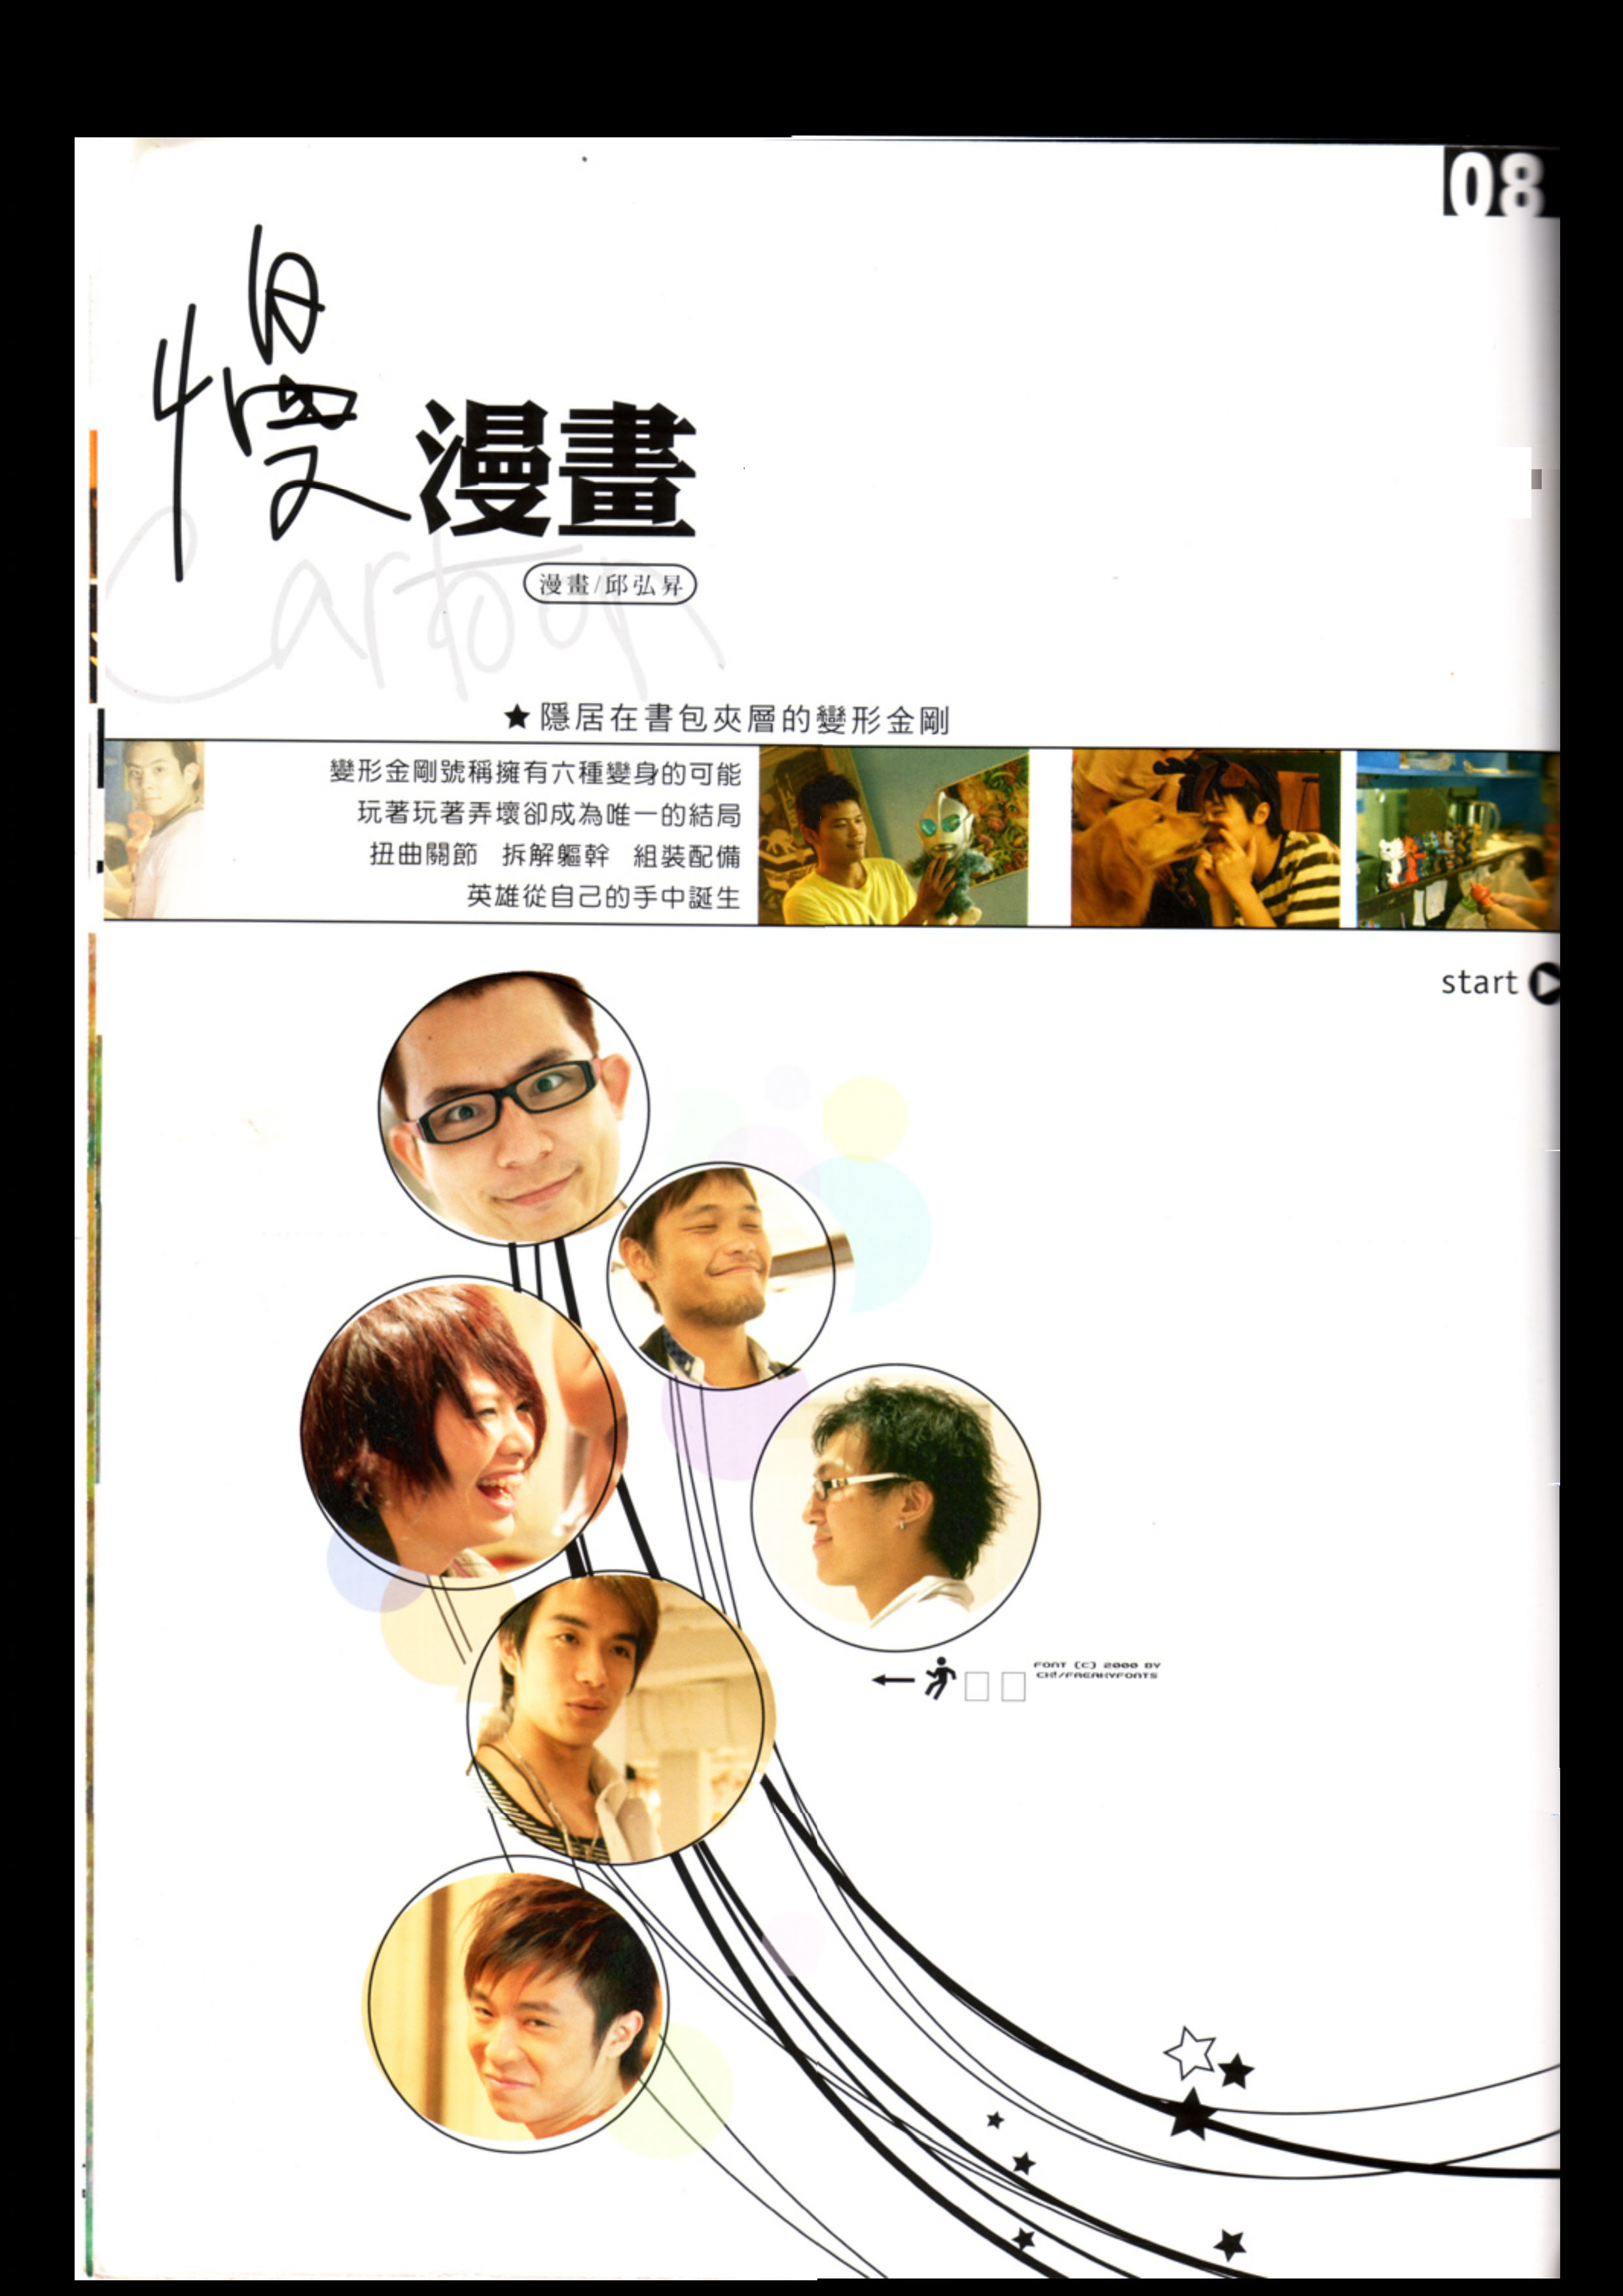 08
慢漫畫
Cartoon
漫畫/邱弘昇
★隱居在書包夾層的變形金剛
變形金剛號稱擁有六種變身的可能
玩著玩著弄壞卻成為唯一的結局
扭曲關節 拆解軀幹 組裝配備
英雄從自己的手中誕生
start
FONT (C) 2000 BY
CK!/FREAKYFONTS